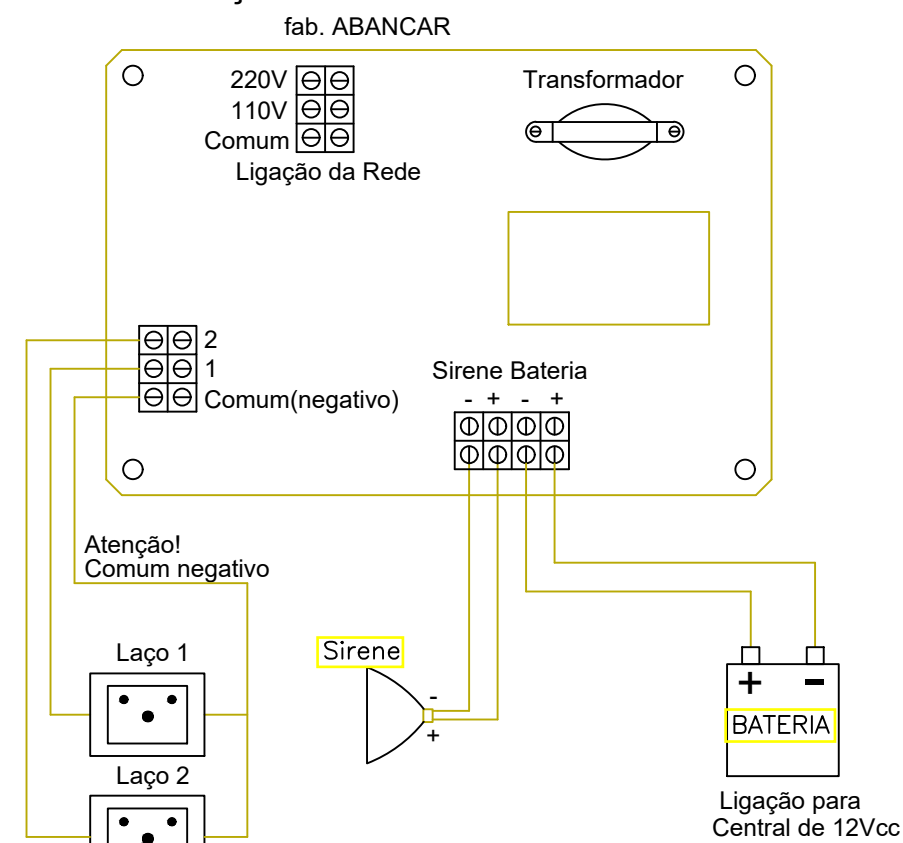 fab. ABANCAR
220V
110V
Comum
Ligação da Rede
Transformador
2
1
Comum(negativo)
Sirene Bateria
- + - +
Atenção!
Comum negativo
Laço 1
Laço 2
Sirene
-
+
+ -
BATERIA
Ligação para
Central de 12Vcc